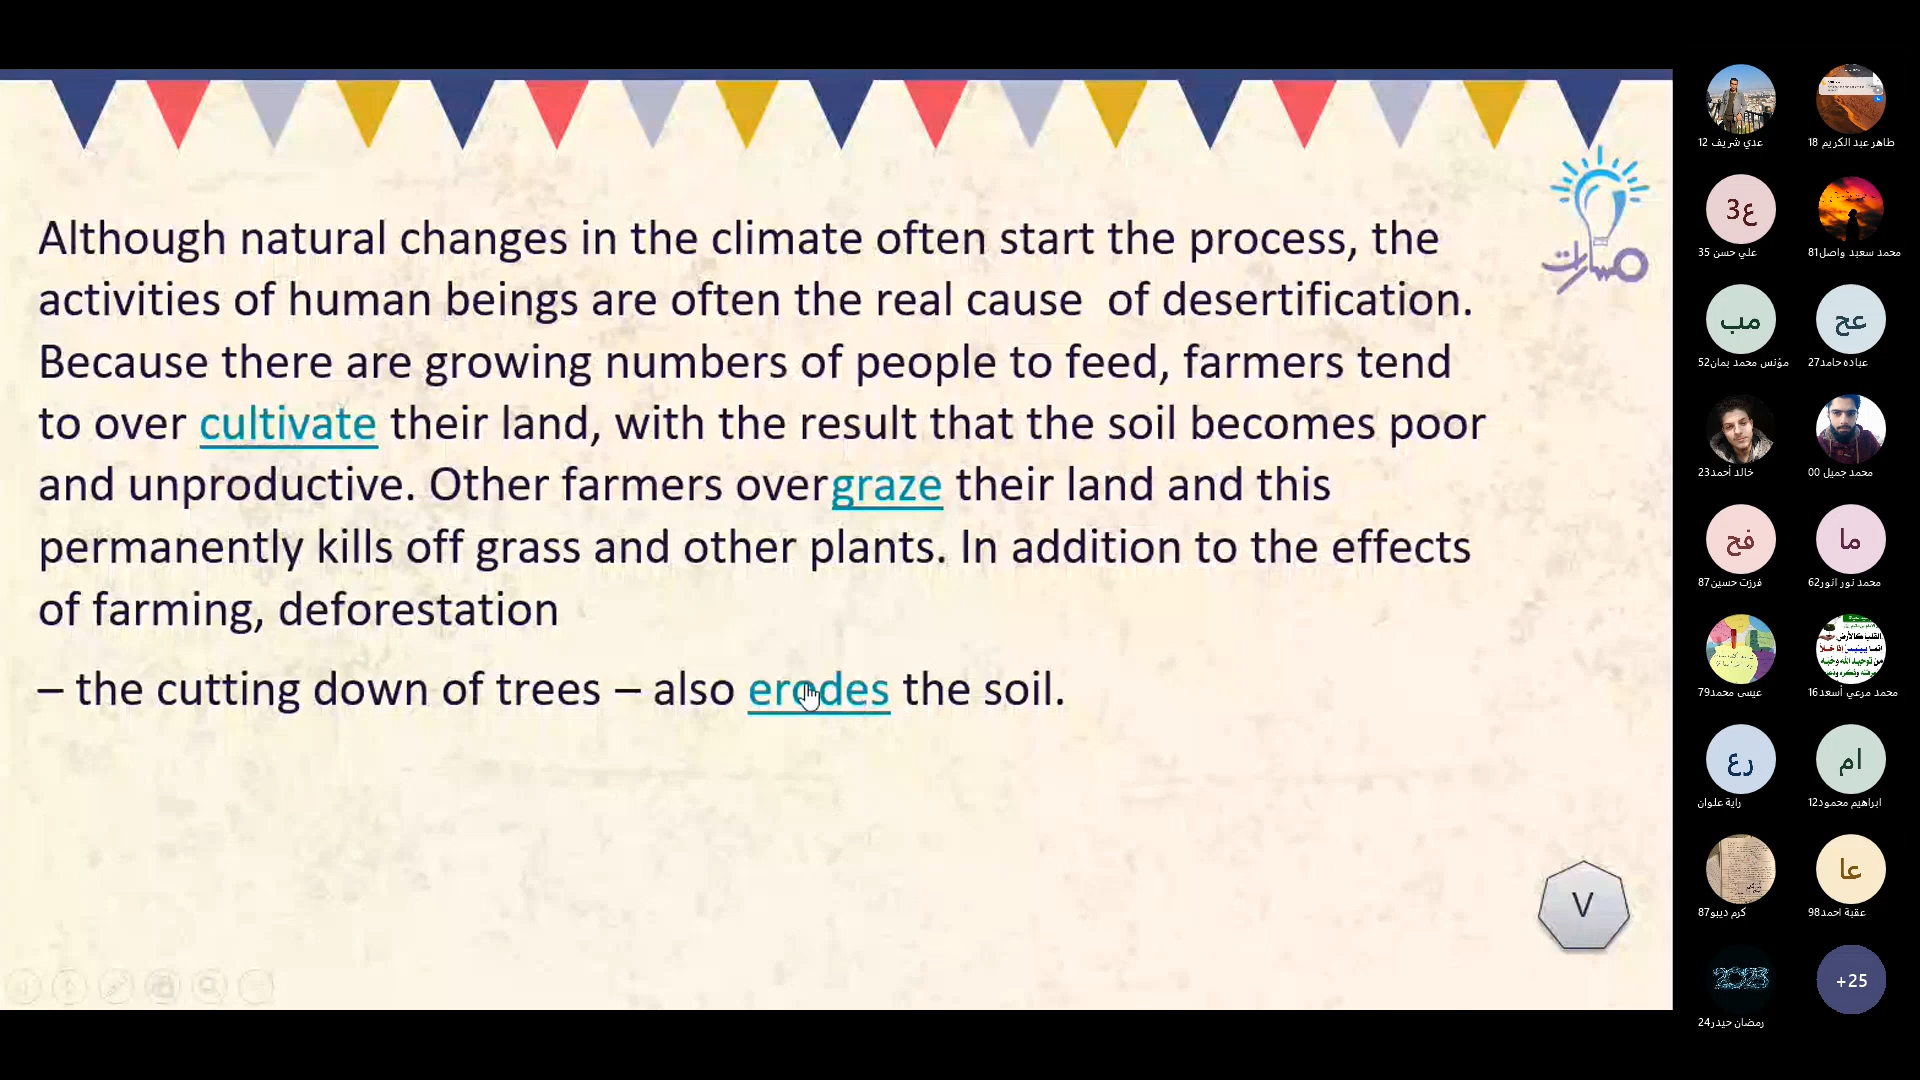 Although natural changes in the climate often start the process, the
activities of human beings are often the real cause of desertification.
Because there are growing numbers of people to feed, farmers tend
to over cultivate their land, with the result that the soil becomes poor
and unproductive. Other farmers overgraze their land and this
permanently kills off grass and other plants. In addition to the effects
of farming, deforestation
– the cutting down of trees – also erodes the soil.
V
مسارات
عدي شريف 12
طاهر عبد الكريم 18
ع3
علي حسن 35
محمد سعيد واصل81
مب
مؤنس محمد يمان52
عح
عباده حامد27
خالد أحمد23
محمد جميل 00
فح
فرزت حسين87
ما
محمد نور انور62
عيسى محمد79
محمد مرعي أسعد16
رع
راية علوان
ام
ابراهيم محمود12
كرم ديبو87
عا
عقبة احمد98
رمضان حيدر24
+25